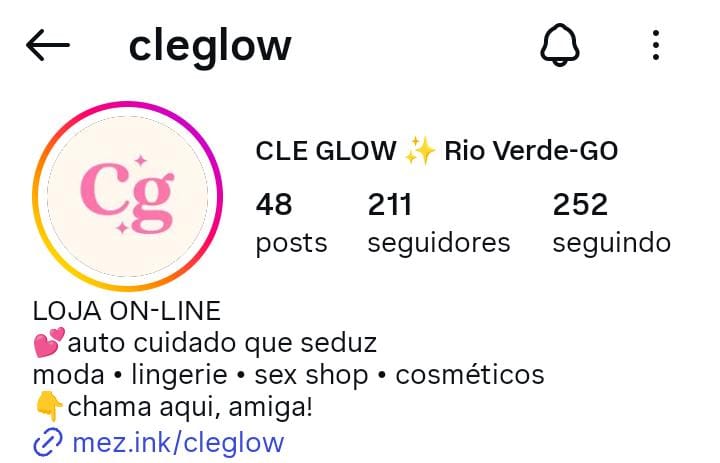 cleglow
Cg
CLE GLOW ✨ Rio Verde-GO
48 211 252
posts seguidores seguindo
LOJA ON-LINE
💕auto cuidado que seduz
moda • lingerie • sex shop • cosméticos
👇chama aqui, amiga!
mez.ink/cleglow